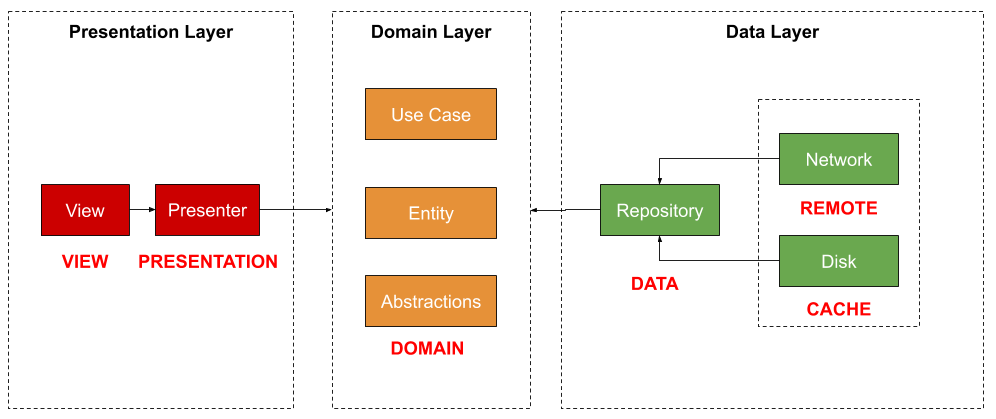 Presentation Layer
Domain Layer
Data Layer
Use Case
Network
View
Presenter
Entity
Repository
REMOTE
VIEW
PRESENTATION
Disk
DATA
Abstractions
CACHE
DOMAIN